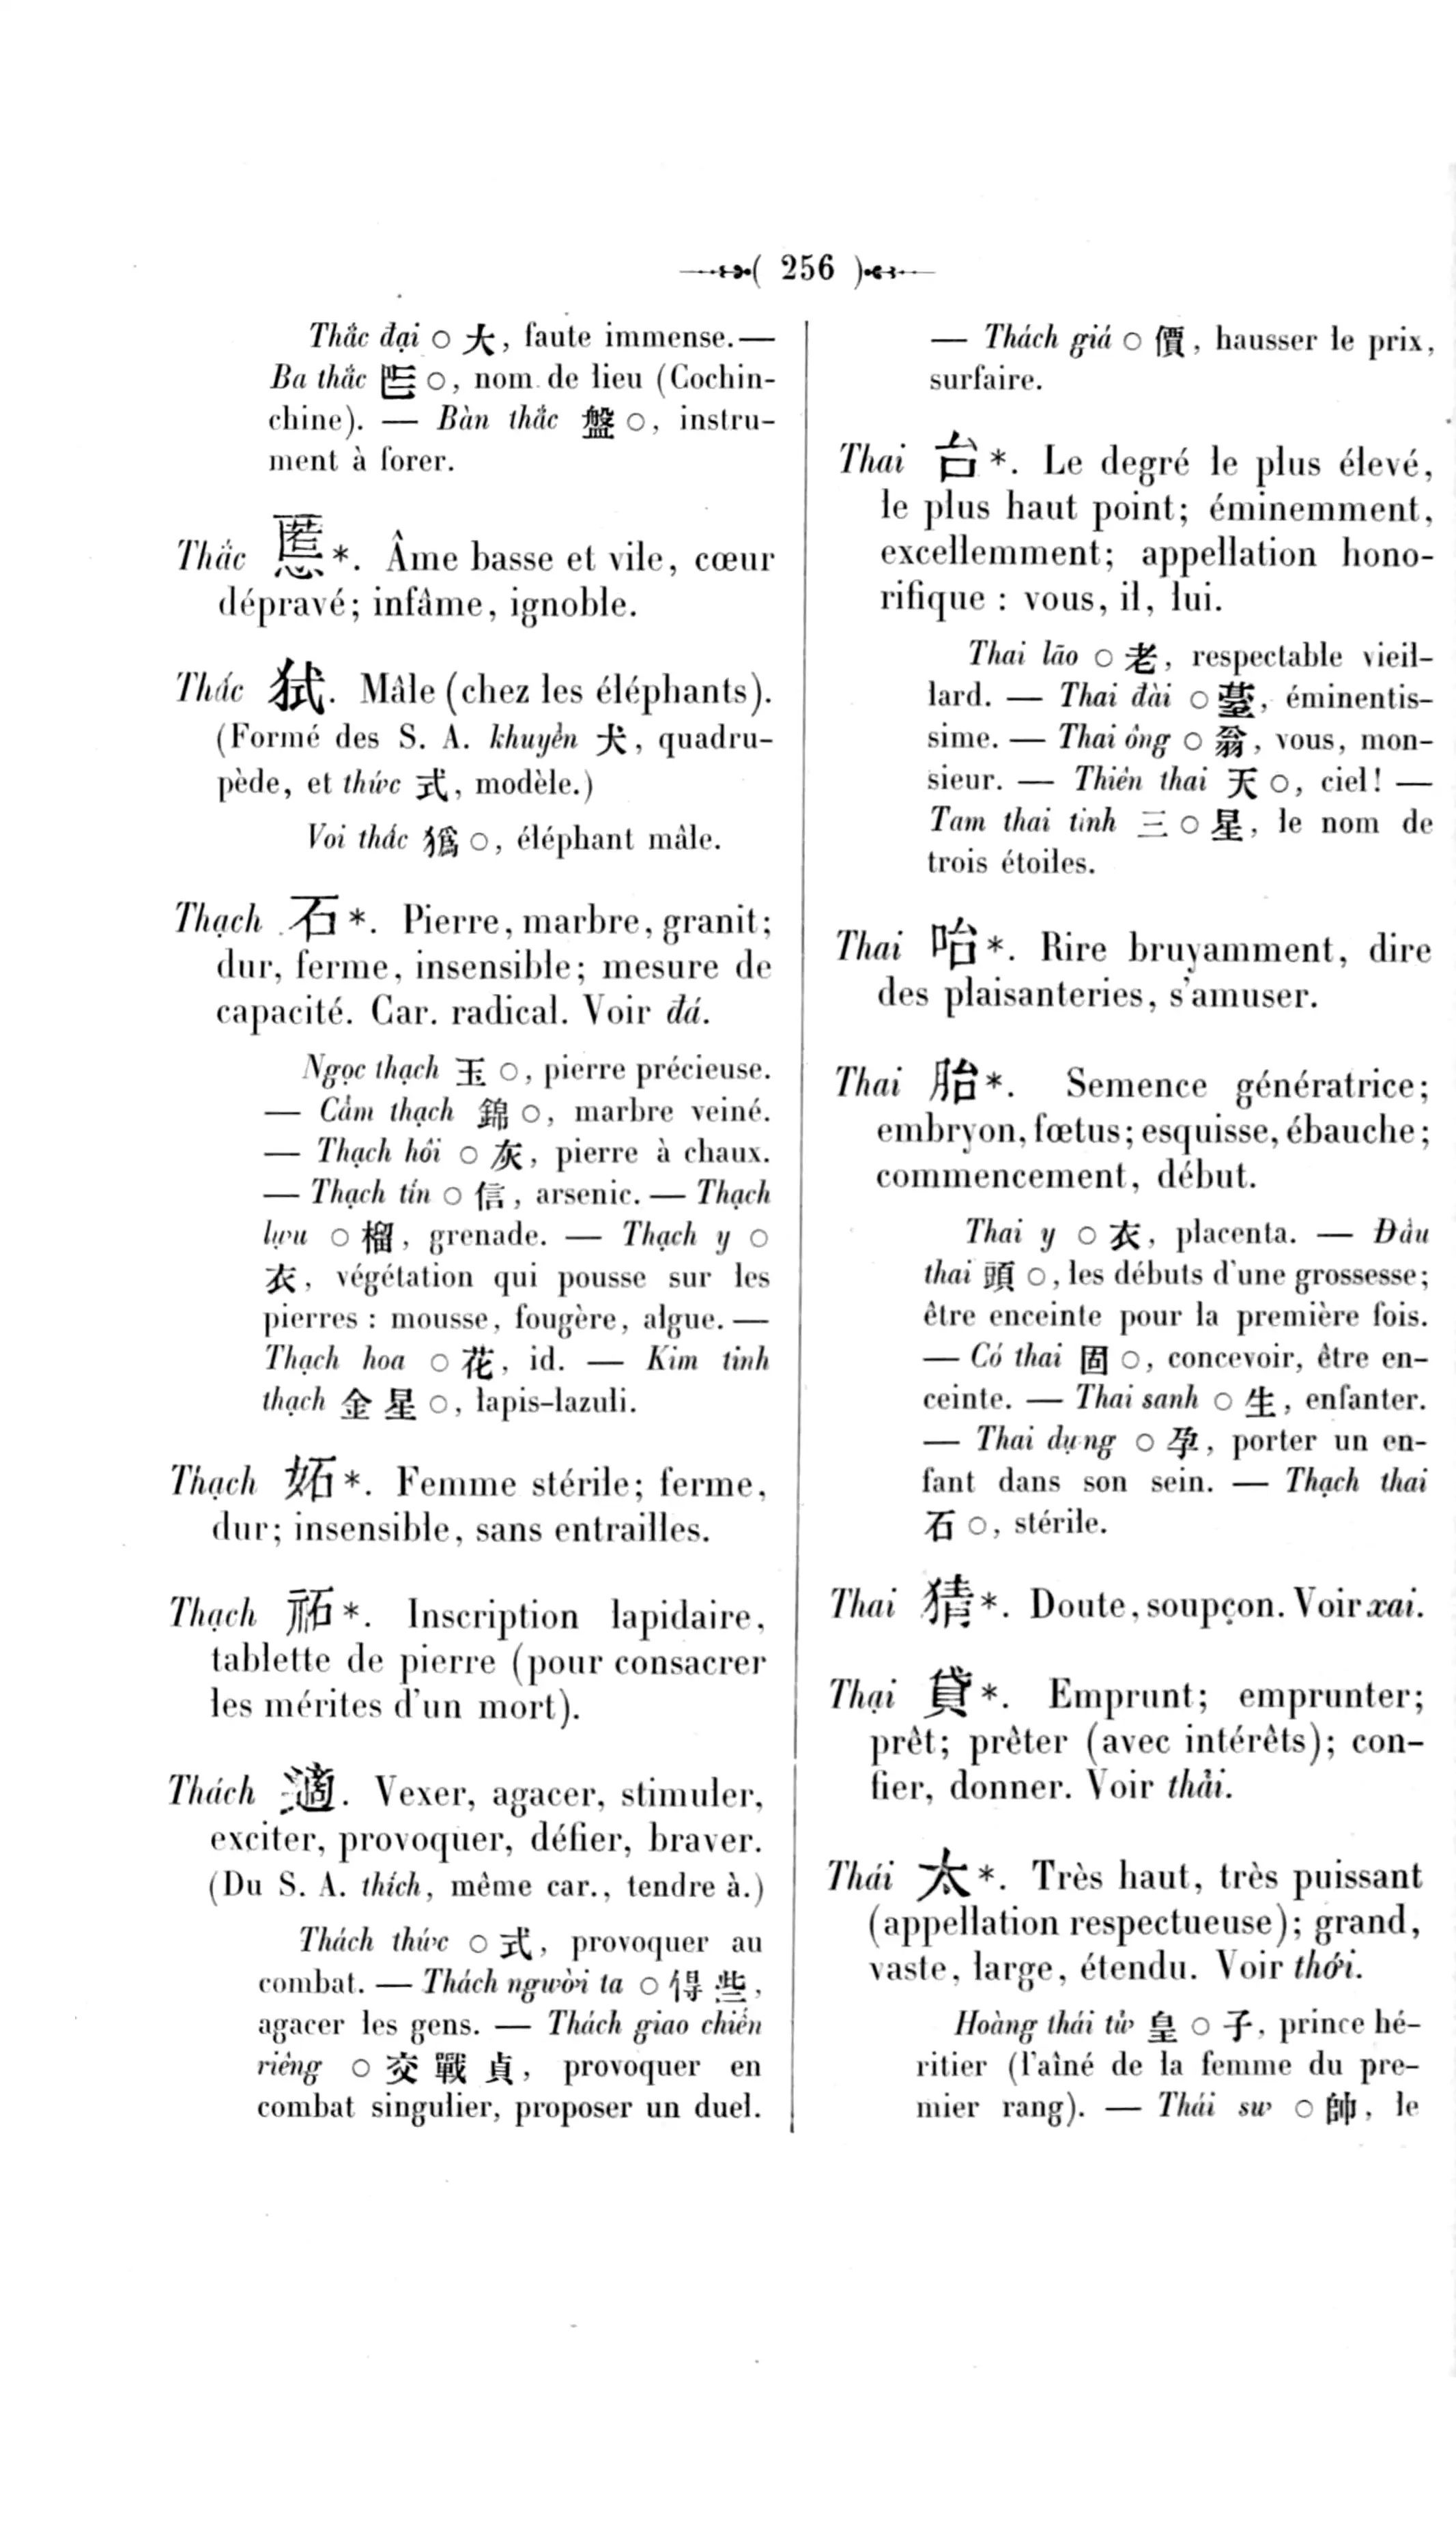 ( 256 )
Thắc đại ○ 大, faute immense. —
Ba thắc ○, nom de lieu (Cochin-
chine). — Bàn thắc 盤 ○, instru-
ment à forer.
Thắc 慝 *. Âme basse et vile, cœur
dépravé; infâme, ignoble.
Thác . Mâle (chez les éléphants).
(Formé des S. A. khuyển 犬, quadru-
pède, et thức 式, modèle.)
Voi thác ○, éléphant mâle.
Thạch 石 *. Pierre, marbre, granit;
dur, ferme, insensible; mesure de
capacité. Car. radical. Voir đá.
Ngọc thạch 玉 ○, pierre précieuse.
— Cẩm thạch 錦 ○, marbre veiné.
— Thạch hôi ○ 灰, pierre à chaux.
— Thạch tín ○ 信, arsenic. — Thạch
lựu ○ 榴, grenade. — Thạch y ○
衣, végétation qui pousse sur les
pierres : mousse, fougère, algue. —
Thạch hoa ○ 花, id. — Kim tinh
thạch 金 星 ○, lapis-lazuli.
Thạch 妬 *. Femme stérile; ferme,
dur; insensible, sans entrailles.
Thạch 祏 *. Inscription lapidaire,
tablette de pierre (pour consacrer
les mérites d'un mort).
Thách 適. Vexer, agacer, stimuler,
exciter, provoquer, défier, braver.
(Du S. A. thích, même car., tendre à.)
Thách thức ○ 式, provoquer au
combat. — Thách người ta ○ 得 些,
agacer les gens. — Thách giao chiến
riêng ○ 交 戰 貞, provoquer en
combat singulier, proposer un duel.
— Thách giá ○ 價, hausser le prix,
surfaire.
Thai 台 *. Le degré le plus élevé,
le plus haut point; éminemment,
excellemment; appellation hono-
rifique : vous, il, lui.
Thai lão ○ 老, respectable vieil-
lard. — Thai đài ○ 薹, éminentis-
sime. — Thai ông ○ 翁, vous, mon-
sieur. — Thiên thai 天 ○, ciel! —
Tam thai tinh 三 ○ 星, le nom de
trois étoiles.
Thai 咍 *. Rire bruyamment, dire
des plaisanteries, s'amuser.
Thai 胎 *. Semence génératrice;
embryon, fœtus; esquisse, ébauche;
commencement, début.
Thai y ○ 衣, placenta. — Đầu
thai 頭 ○, les débuts d'une grossesse;
être enceinte pour la première fois.
— Có thai 固 ○, concevoir, être en-
ceinte. — Thai sanh ○ 生, enfanter.
— Thai dựng ○ 孕, porter un en-
fant dans son sein. — Thạch thai
石 ○, stérile.
Thai 猜 *. Doute, soupçon. Voir xai.
Thại 貸 *. Emprunt; emprunter;
prêt; prêter (avec intérêts); con-
fier, donner. Voir thải.
Thái 太 *. Très haut, très puissant
(appellation respectueuse); grand,
vaste, large, étendu. Voir thới.
Hoàng thái tử 皇 ○ 子, prince hé-
ritier (l'aîné de la femme du pre-
mier rang). — Thái sư ○ 帥, le